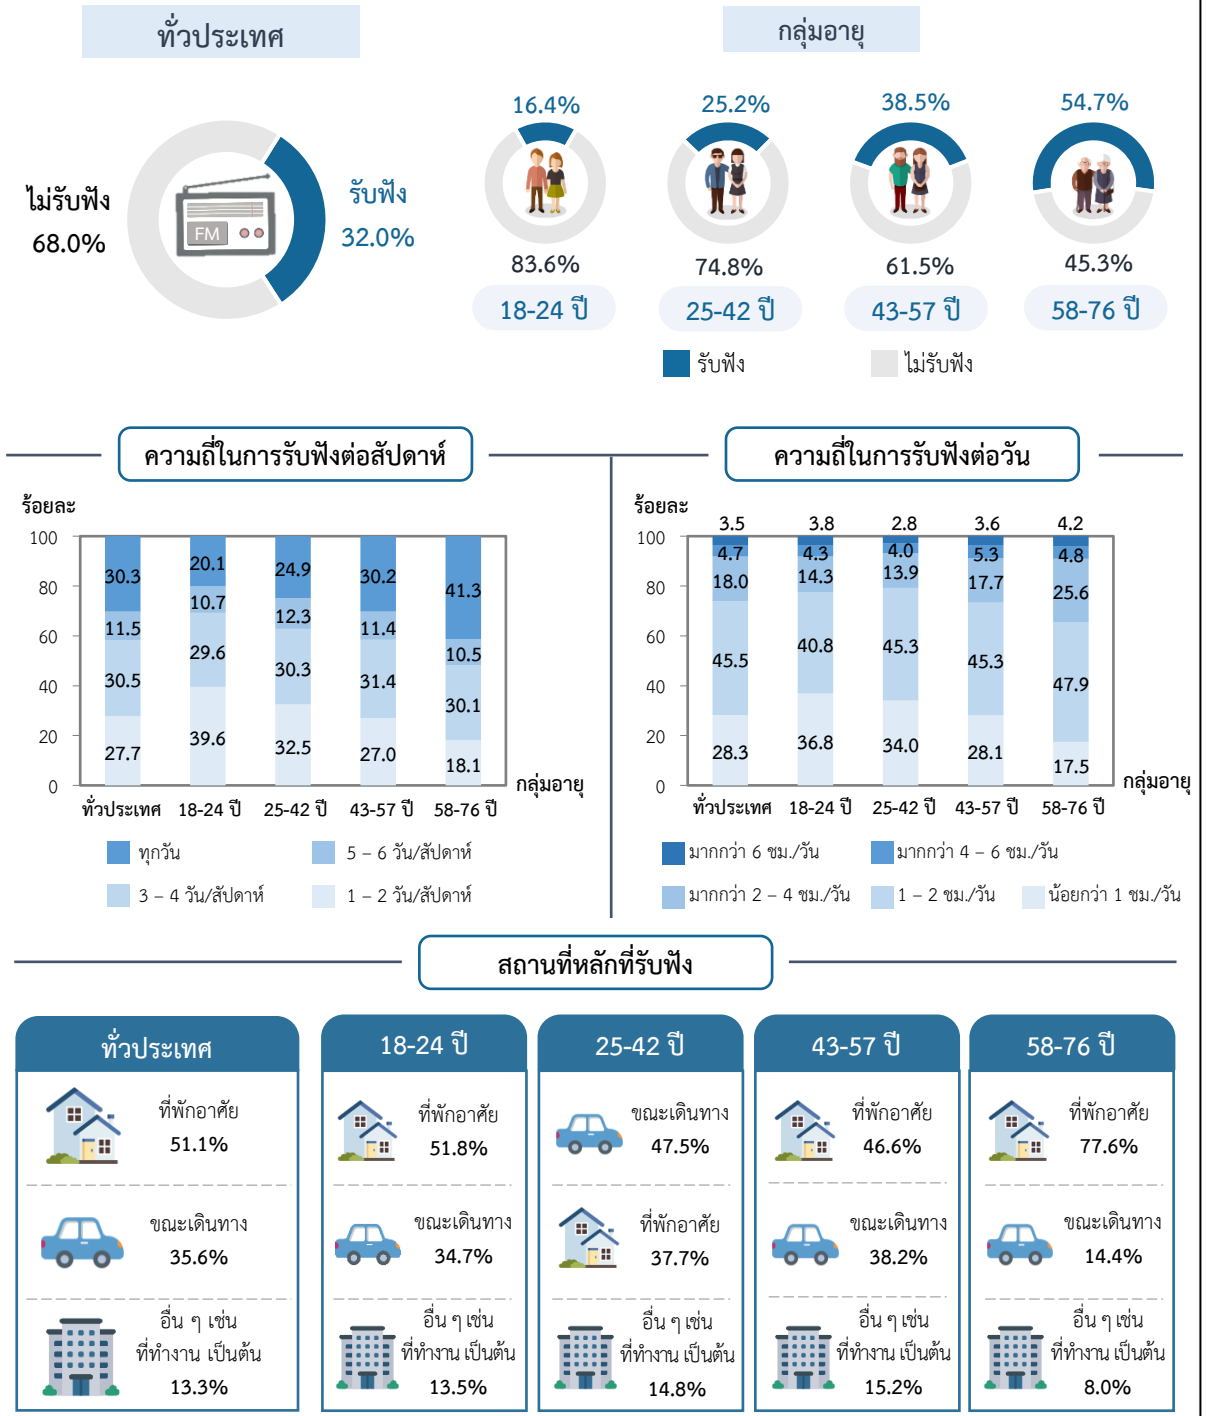 ทั่วประเทศ
กลุ่มอายุ
ไม่รับฟัง
68.0%
FM
รับฟัง
32.0%
16.4% 25.2% 38.5% 54.7%
83.6% 74.8% 61.5% 45.3%
18-24 ปี 25-42 ปี 43-57 ปี 58-76 ปี
รับฟัง ไม่รับฟัง
ความถี่ในการรับฟังต่อสัปดาห์
ร้อยละ
100
80
60
40
20
0
30.3 20.1 24.9 30.2 41.3
11.5 10.7 12.3 11.4 10.5
30.5 29.6 30.3 31.4 30.1
27.7 39.6 32.5 27.0 18.1
กลุ่มอายุ
ทั่วประเทศ 18-24 ปี 25-42 ปี 43-57 ปี 58-76 ปี
ทุกวัน 5 – 6 วัน/สัปดาห์
3 – 4 วัน/สัปดาห์ 1 – 2 วัน/สัปดาห์
ความถี่ในการรับฟังต่อวัน
ร้อยละ
100
80
60
40
20
0
3.5 3.8 2.8 3.6 4.2
4.7 4.3 4.0 5.3 4.8
18.0 14.3 13.9 17.7 25.6
45.5 40.8 45.3 45.3 47.9
28.3 36.8 34.0 28.1 17.5
กลุ่มอายุ
ทั่วประเทศ 18-24 ปี 25-42 ปี 43-57 ปี 58-76 ปี
มากกว่า 6 ชม./วัน มากกว่า 4 – 6 ชม./วัน
มากกว่า 2 – 4 ชม./วัน 1 – 2 ชม./วัน น้อยกว่า 1 ชม./วัน
สถานที่หลักที่รับฟัง
ทั่วประเทศ
ที่พักอาศัย
51.1%
ขณะเดินทาง
35.6%
อื่น ๆ เช่น
ที่ทำงาน เป็นต้น
13.3%
18-24 ปี
ที่พักอาศัย
51.8%
ขณะเดินทาง
34.7%
อื่น ๆ เช่น
ที่ทำงาน เป็นต้น
13.5%
25-42 ปี
ขณะเดินทาง
47.5%
ที่พักอาศัย
37.7%
อื่น ๆ เช่น
ที่ทำงาน เป็นต้น
14.8%
43-57 ปี
ที่พักอาศัย
46.6%
ขณะเดินทาง
38.2%
อื่น ๆ เช่น
ที่ทำงาน เป็นต้น
15.2%
58-76 ปี
ที่พักอาศัย
77.6%
ขณะเดินทาง
14.4%
อื่น ๆ เช่น
ที่ทำงาน เป็นต้น
8.0%